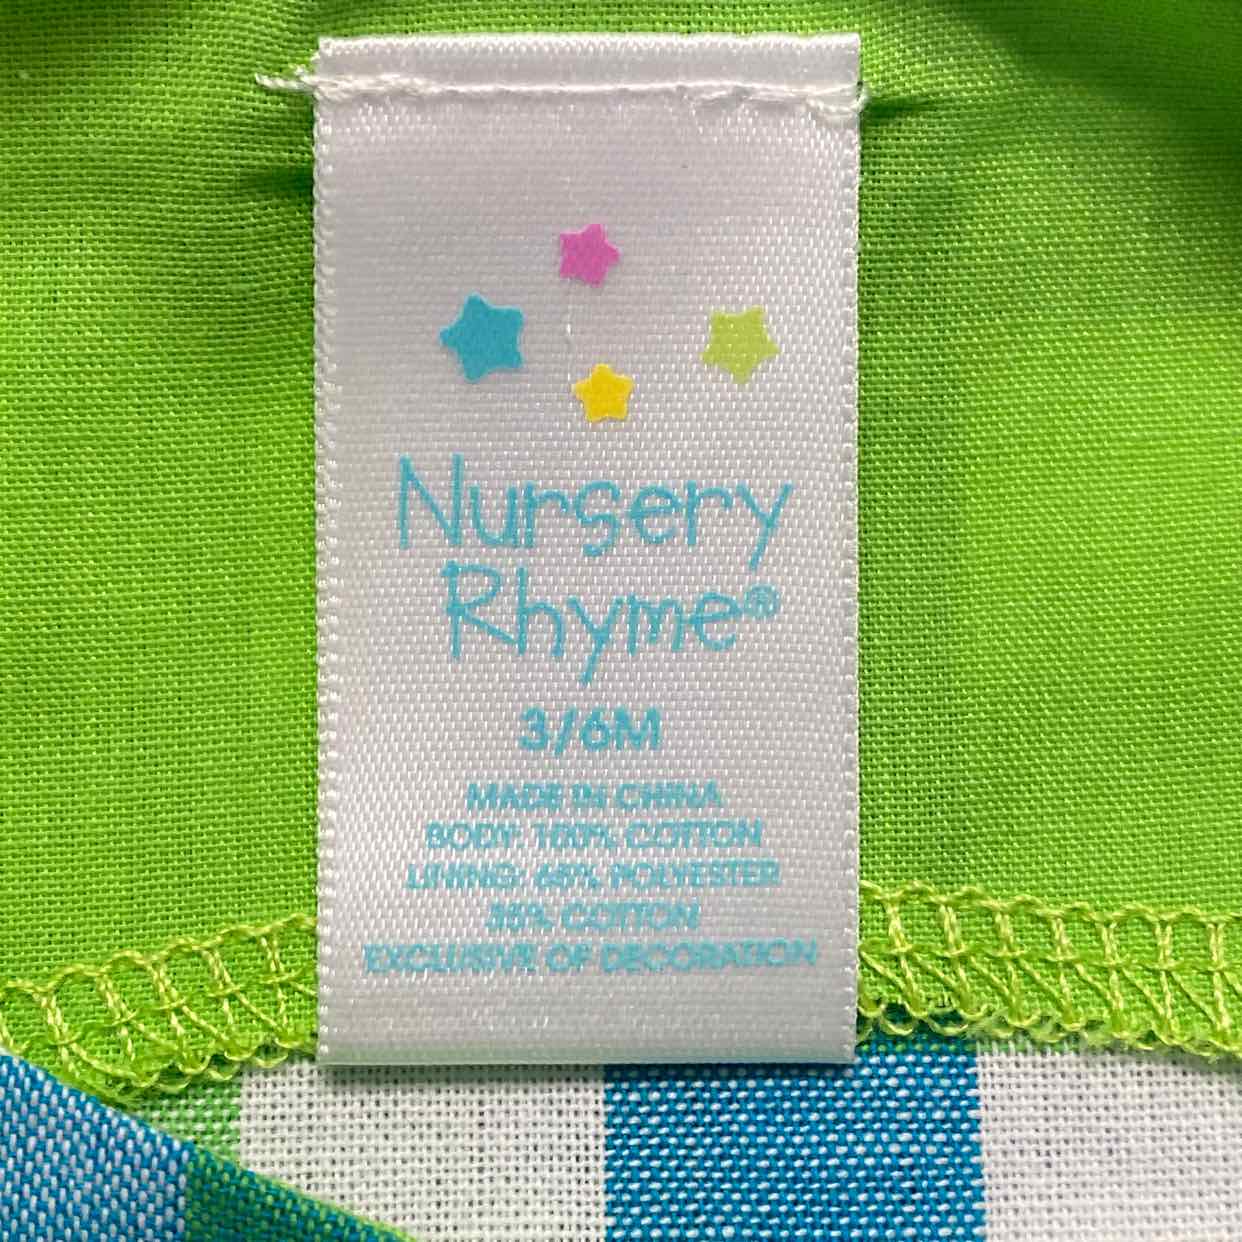 Nursery
Rhyme®
3/6M
MADE IN CHINA
BODY: 100% COTTON
LINING: 65% POLYESTER
35% COTTON
EXCLUSIVE OF DECORATION